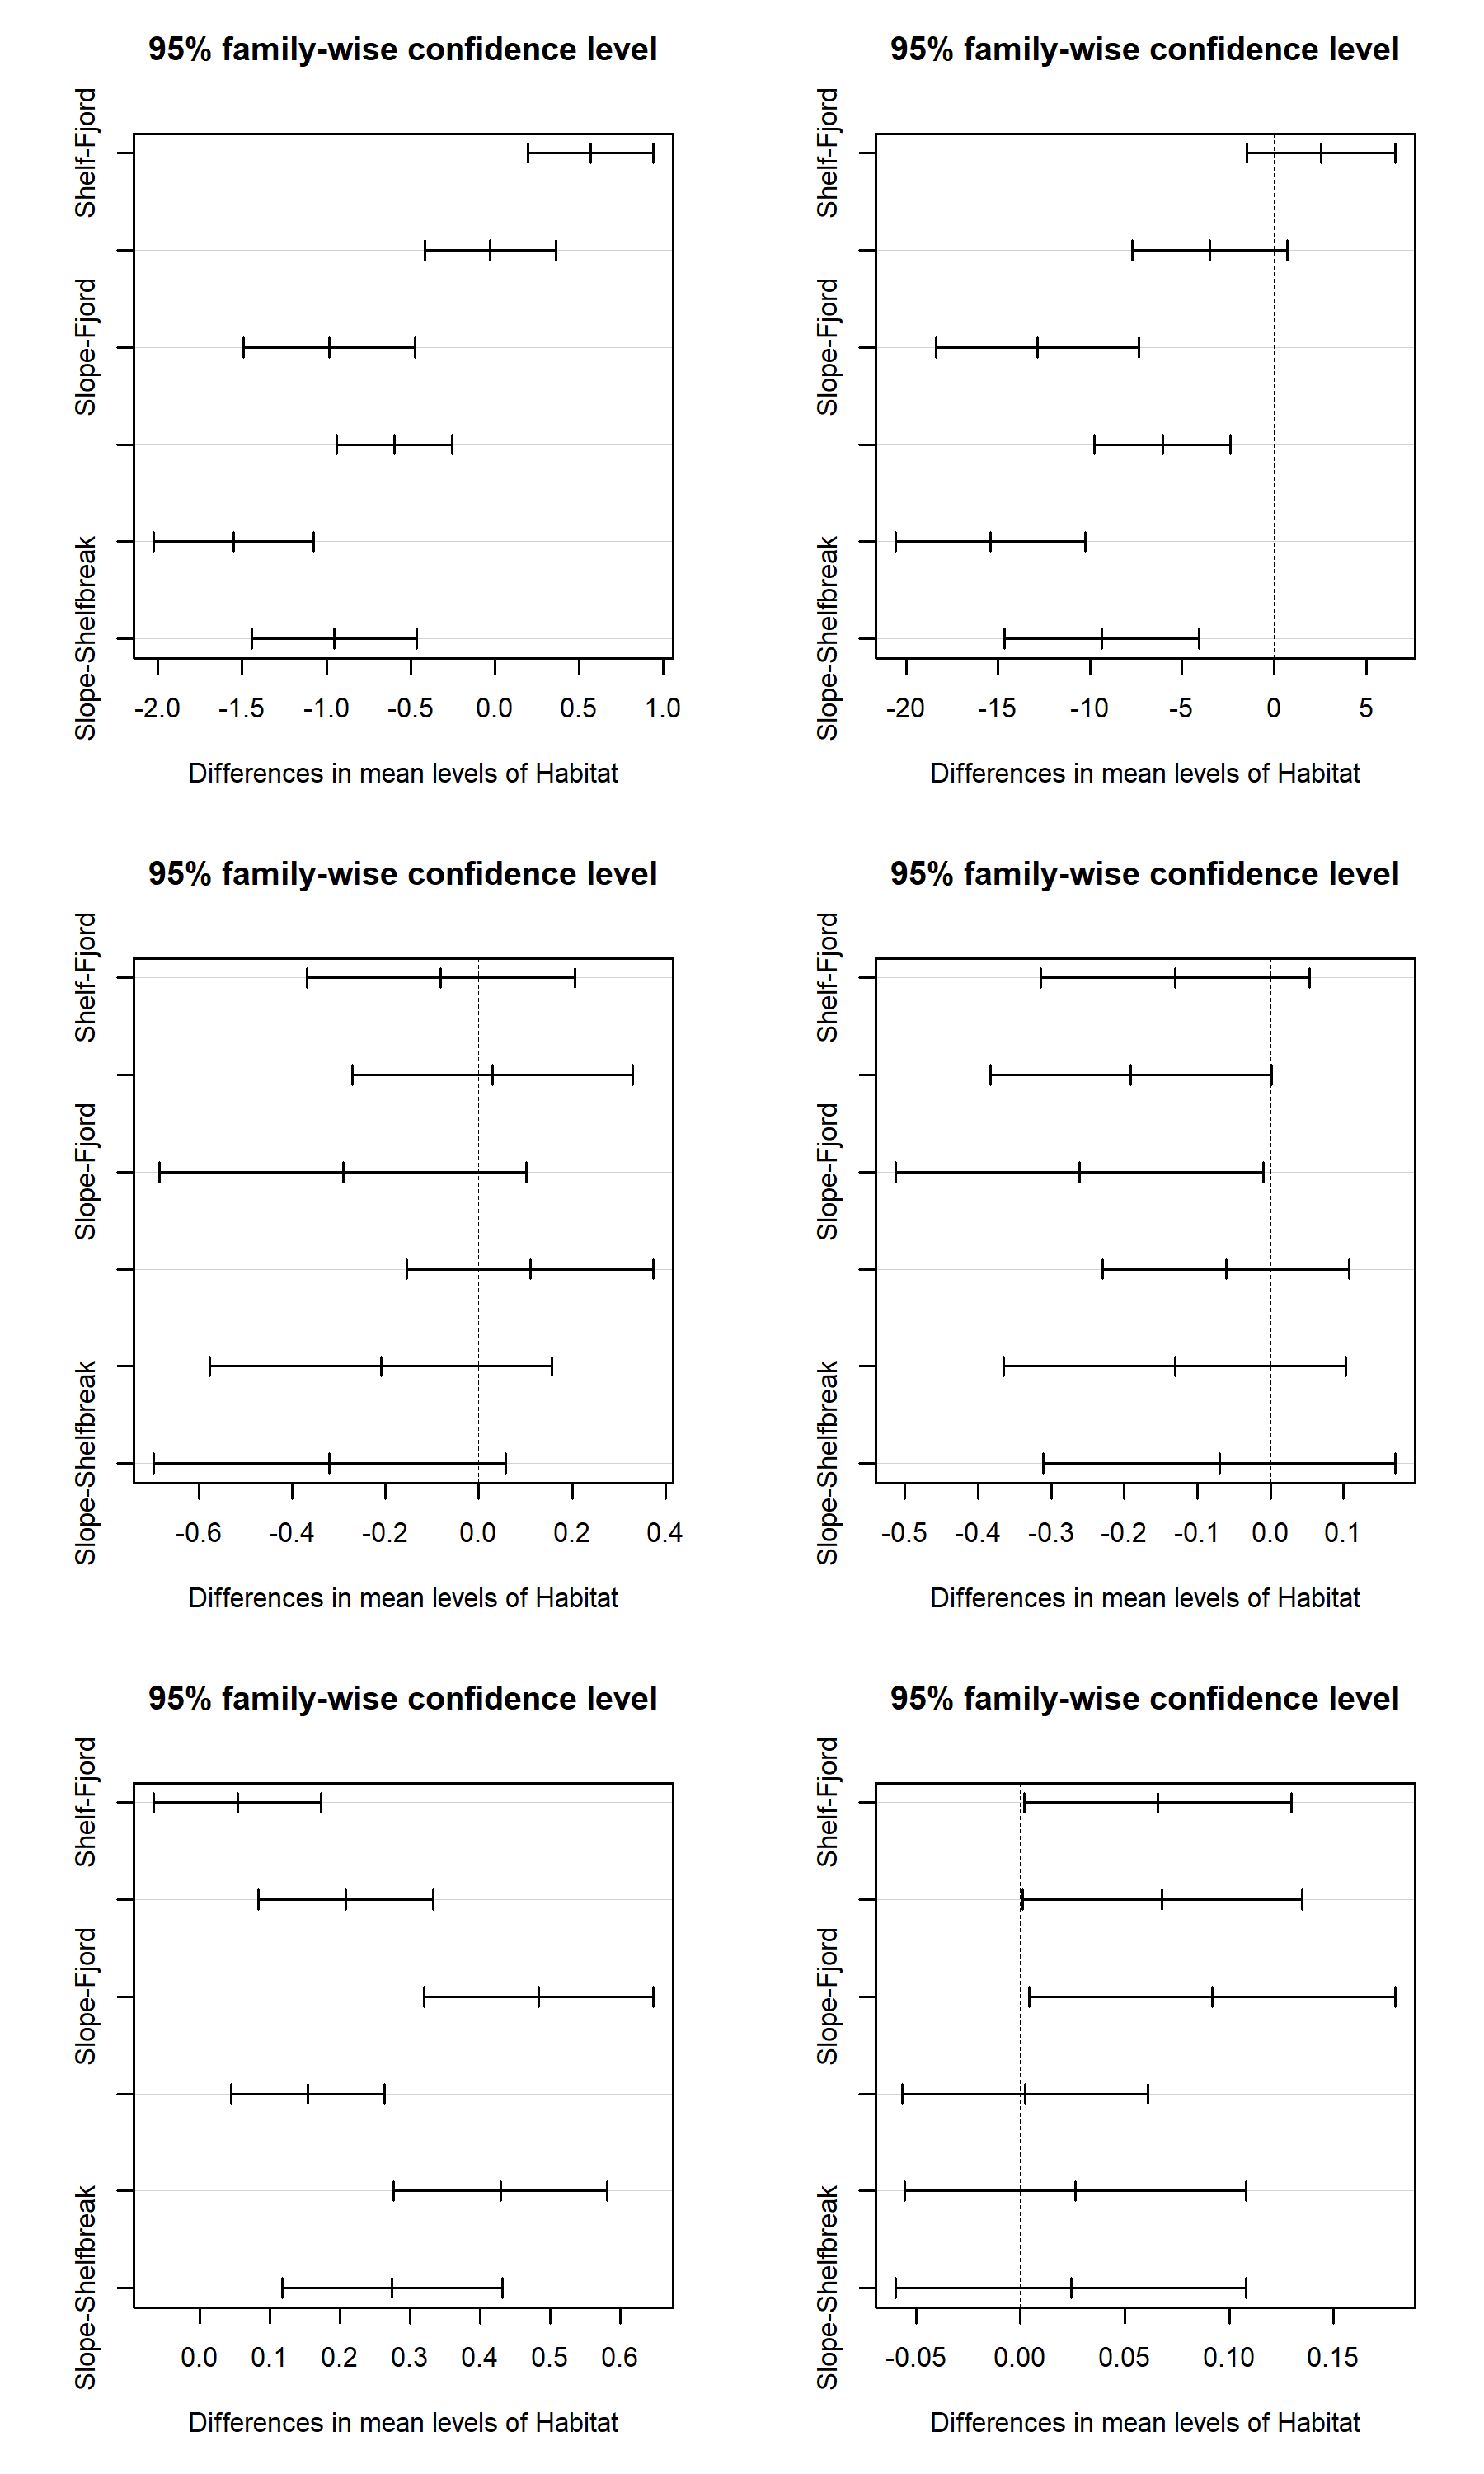 95% family-wise confidence level
Shelf-Fjord
Slope-Fjord
Slope-Shelfbreak
-2.0 -1.5 -1.0 -0.5 0.0 0.5 1.0
Differences in mean levels of Habitat
95% family-wise confidence level
Shelf-Fjord
Slope-Fjord
Slope-Shelfbreak
-20 -15 -10 -5 0 5
Differences in mean levels of Habitat
95% family-wise confidence level
Shelf-Fjord
Slope-Fjord
Slope-Shelfbreak
-0.6 -0.4 -0.2 0.0 0.2 0.4
Differences in mean levels of Habitat
95% family-wise confidence level
Shelf-Fjord
Slope-Fjord
Slope-Shelfbreak
-0.5 -0.4 -0.3 -0.2 -0.1 0.0 0.1
Differences in mean levels of Habitat
95% family-wise confidence level
Shelf-Fjord
Slope-Fjord
Slope-Shelfbreak
0.0 0.1 0.2 0.3 0.4 0.5 0.6
Differences in mean levels of Habitat
95% family-wise confidence level
Shelf-Fjord
Slope-Fjord
Slope-Shelfbreak
-0.05 0.00 0.05 0.10 0.15
Differences in mean levels of Habitat